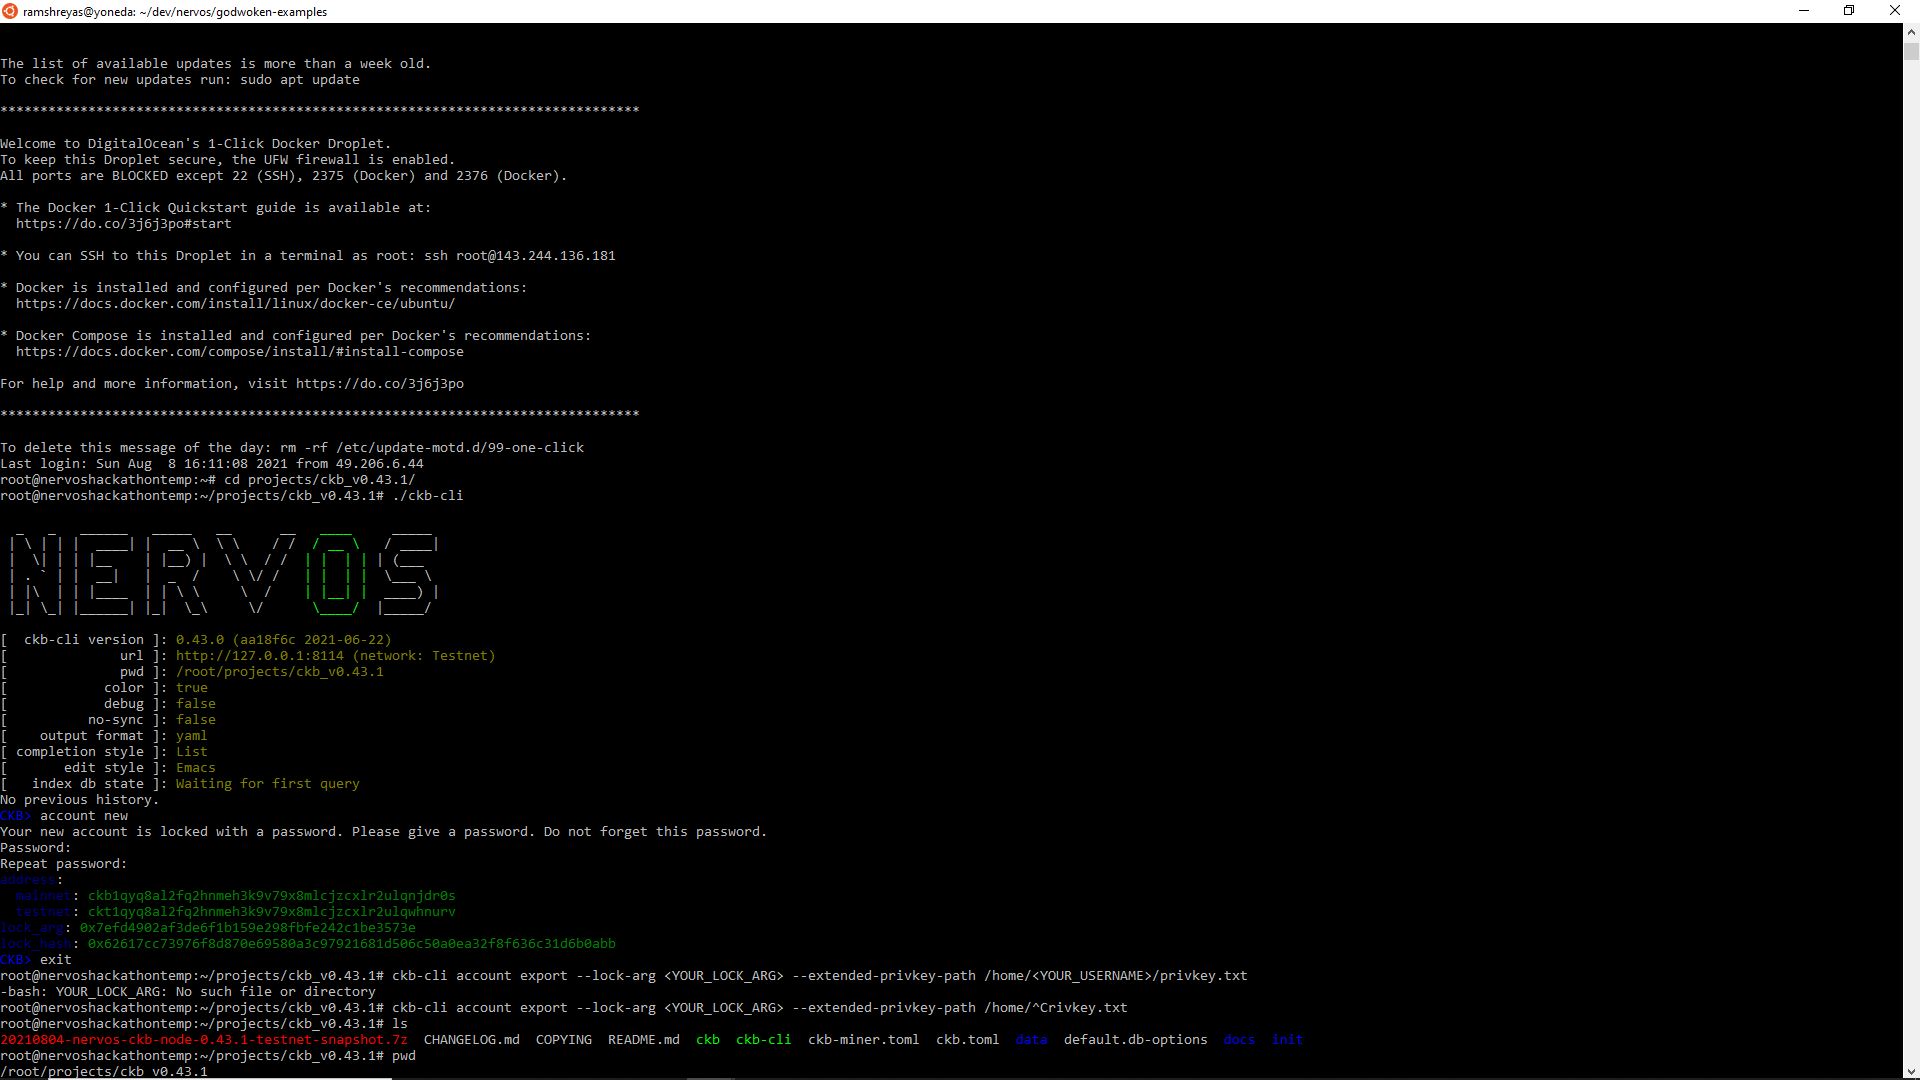 ramshreyas@yoneda: ~/dev/nervos/godwoken-examples
The list of available updates is more than a week old.
To check for new updates run: sudo apt update
********************************************************************************
Welcome to DigitalOcean's 1-Click Docker Droplet.
To keep this Droplet secure, the UFW firewall is enabled.
All ports are BLOCKED except 22 (SSH), 2375 (Docker) and 2376 (Docker).
* The Docker 1-Click Quickstart guide is available at:
  https://do.co/3j6j3po#start
* You can SSH to this Droplet in a terminal as root: ssh root@143.244.136.181
* Docker is installed and configured per Docker's recommendations:
  https://docs.docker.com/install/linux/docker-ce/ubuntu/
* Docker Compose is installed and configured per Docker's recommendations:
  https://docs.docker.com/compose/install/#install-compose
For help and more information, visit https://do.co/3j6j3po
********************************************************************************
To delete this message of the day: rm -rf /etc/update-motd.d/99-one-click
Last login: Sun Aug  8 16:11:08 2021 from 49.206.6.44
root@nervoshackathontemp:~# cd projects/ckb_v0.43.1/
root@nervoshackathontemp:~/projects/ckb_v0.43.1# ./ckb-cli
NERVOS
[  ckb-cli version ]: 0.43.0 (aa18f6c 2021-06-22)
[              url ]: http://127.0.0.1:8114 (network: Testnet)
[              pwd ]: /root/projects/ckb_v0.43.1
[            color ]: true
[            debug ]: false
[          no-sync ]: false
[    output format ]: yaml
[ completion style ]: List
[       edit style ]: Emacs
[   index db state ]: Waiting for first query
No previous history.
CKB> account new
Your new account is locked with a password. Please give a password. Do not forget this password.
Password:
Repeat password:
address:
  mainnet: ckb1qyq8al2fq2hnmeh3k9v79x8mlcjzcxlr2ulqnjdr0s
  testnet: ckt1qyq8al2fq2hnmeh3k9v79x8mlcjzcxlr2ulqwhnurv
lock_arg: 0x7efd4902af3de6f1b159e298fbfe242c1be3573e
lock_hash: 0x62617cc73976f8d870e69580a3c97921681d506c50a0ea32f8f636c31d6b0abb
CKB> exit
root@nervoshackathontemp:~/projects/ckb_v0.43.1# ckb-cli account export --lock-arg <YOUR_LOCK_ARG> --extended-privkey-path /home/<YOUR_USERNAME>/privkey.txt
-bash: YOUR_LOCK_ARG: No such file or directory
root@nervoshackathontemp:~/projects/ckb_v0.43.1# ckb-cli account export --lock-arg <YOUR_LOCK_ARG> --extended-privkey-path /home/^Crivkey.txt
root@nervoshackathontemp:~/projects/ckb_v0.43.1# ls
20210804-nervos-ckb-node-0.43.1-testnet-snapshot.7z  CHANGELOG.md  COPYING  README.md  ckb  ckb-cli  ckb-miner.toml  ckb.toml  data  default.db-options  docs  init
root@nervoshackathontemp:~/projects/ckb_v0.43.1# pwd
/root/projects/ckb_v0.43.1